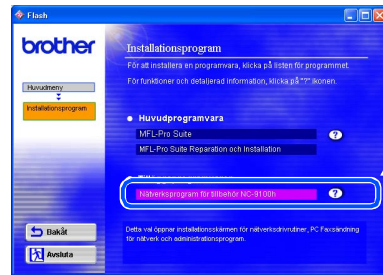 Flash
brother
Installationsprogram
För att installera en programvara, klicka på listen för programmet.
För funktioner och detaljerad information, klicka på "?" ikonen.
Huvudmeny
Installationsprogram
Huvudprogramvara
MFL-Pro Suite
?
MFL-Pro Suite Reparation och Installation
Nätverksprogram för tillbehör NC-9100h
?
Detta val öppnar installationsskärmen för nätverksdrivrutiner, PC Faxsändning
för nätverk och administrationsprogram.
Bakåt
Avsluta